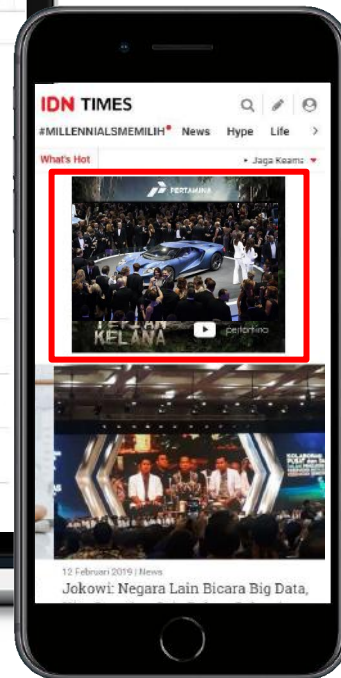 IDN TIMES
#MILLENNIALSMEMILIH News Hype Life >
What's Hot
• Jaga Keama
PERTAMINA
KELANA
pertamina
12 Februari 2019 | News
Jokowi: Negara Lain Bicara Big Data,